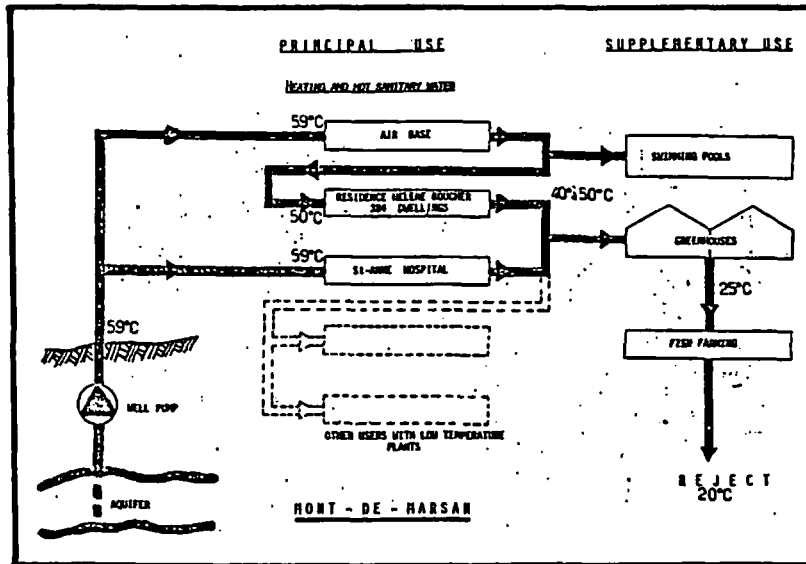 PRINCIPAL USE
SUPPLEMENTARY USE
HEATING AND HOT SANITARY WATER
59°C
AIR BASE
SWIMMING POOLS
RESIDENCE HELENE BOUCHER
304 DWELLINGS
50°C
40°à50°C
59°C
St-ANNE HOSPITAL
GREENHOUSES
25°C
59°C
FISH FARMING
WELL PUMP
OTHER USERS WITH LOW TEMPERATURE
PLANTS
REJECT
20°C
AQUIFER
MONT-DE-MARSAN